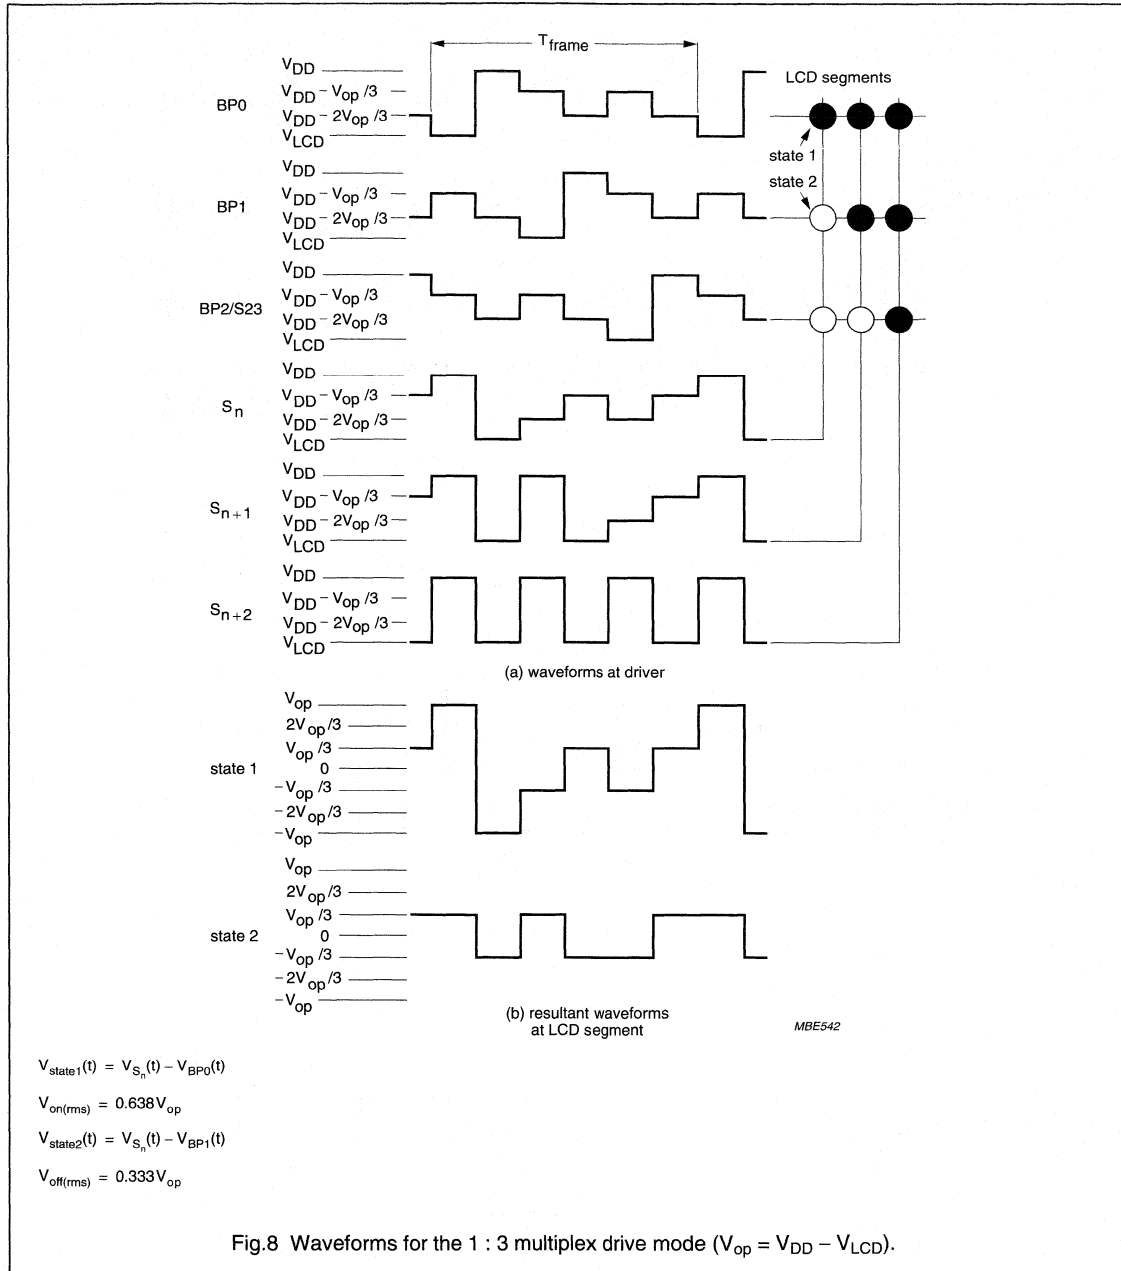 T frame
LCD segments
state 1
state 2
BP0
VDD
VDD – Vop /3
VDD – 2Vop /3
VLCD
BP1
VDD
VDD – Vop /3
VDD – 2Vop /3
VLCD
BP2/S23
VDD
VDD – Vop /3
VDD – 2Vop /3
VLCD
Sn
VDD
VDD – Vop /3
VDD – 2Vop /3
VLCD
Sn+1
VDD
VDD – Vop /3
VDD – 2Vop /3
VLCD
Sn+2
VDD
VDD – Vop /3
VDD – 2Vop /3
VLCD
(a) waveforms at driver
state 1
Vop
2Vop /3
Vop /3
0
–Vop /3
–2Vop /3
–Vop
state 2
Vop
2Vop /3
Vop /3
0
–Vop /3
–2Vop /3
–Vop
(b) resultant waveforms
at LCD segment
MBE542
Vstate1(t) = VSn(t) – VBP0(t)
Von(rms) = 0.638Vop
Vstate2(t) = VSn(t) – VBP1(t)
Voff(rms) = 0.333Vop
Fig.8 Waveforms for the 1 : 3 multiplex drive mode (Vop = VDD – VLCD).